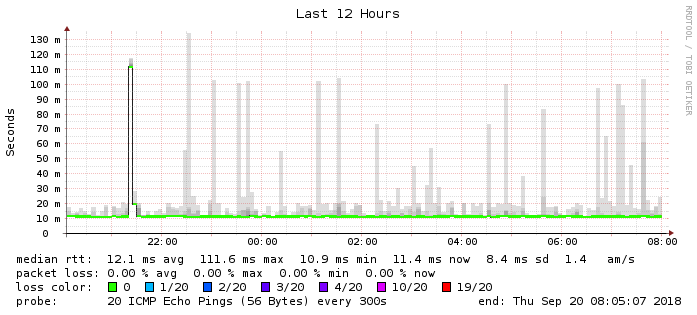 Last 12 Hours
RRDTOOL / TOBI OETIKER
Seconds
130 m
120 m
110 m
100 m
90 m
80 m
70 m
60 m
50 m
40 m
30 m
20 m
10 m
0
22:00 00:00 02:00 04:00 06:00 08:00
median rtt: 12.1 ms avg 111.6 ms max 10.9 ms min 11.4 ms now 8.4 ms sd 1.4 am/s
packet loss: 0.00 % avg 0.00 % max 0.00 % min 0.00 % now
loss color: 0 1/20 2/20 3/20 4/20 10/20 19/20
probe: 20 ICMP Echo Pings (56 Bytes) every 300s end: Thu Sep 20 08:05:07 2018